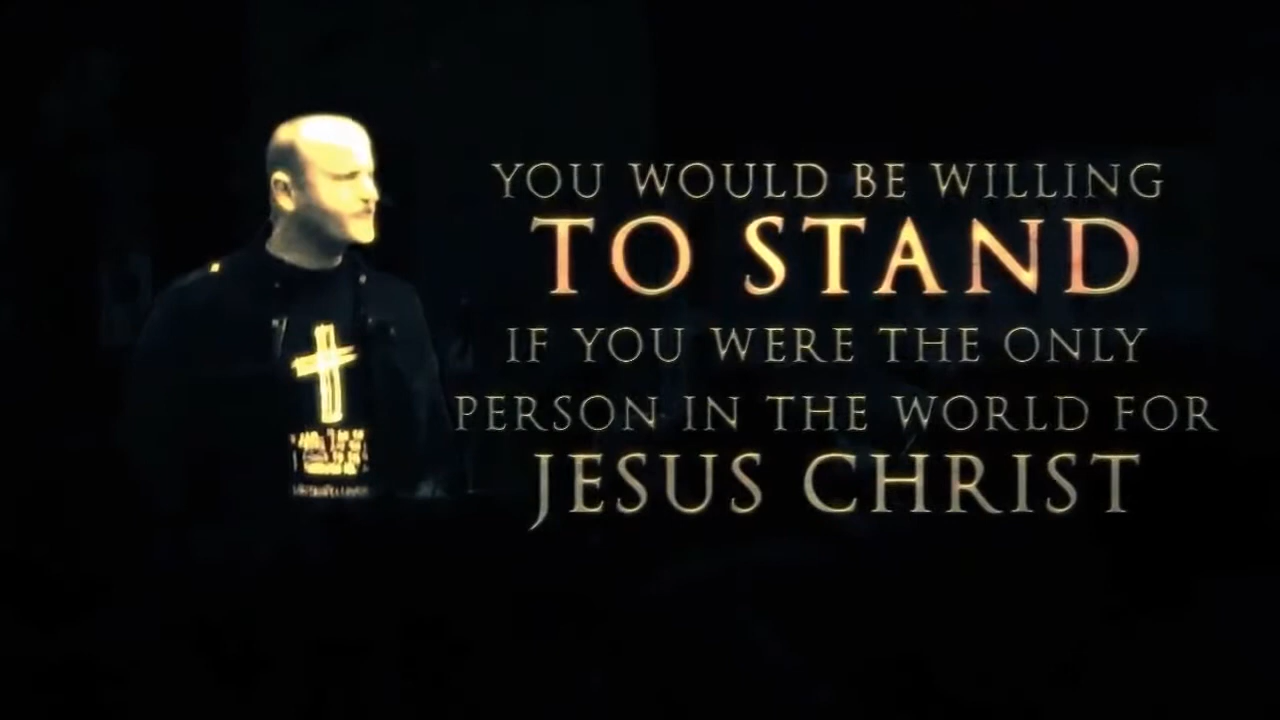 YOU WOULD BE WILLING
TO STAND
IF YOU WERE THE ONLY
PERSON IN THE WORLD FOR
JESUS CHRIST